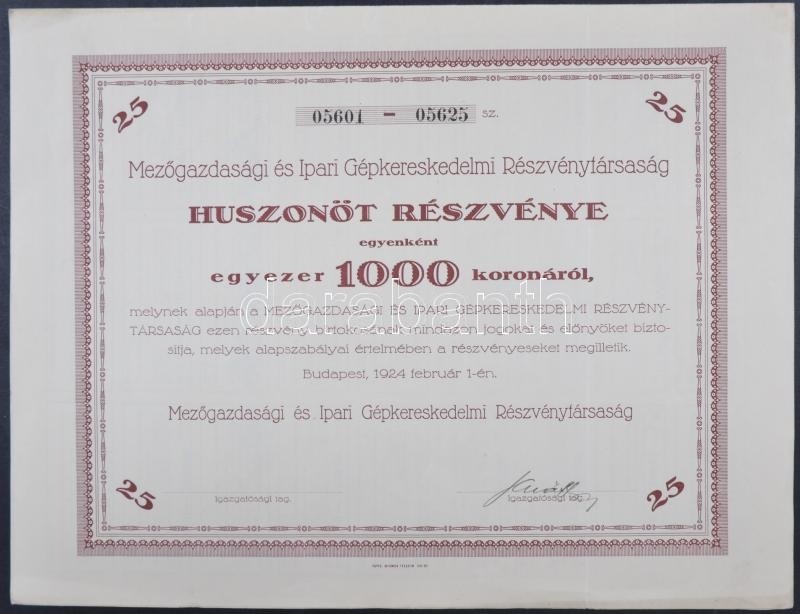 25 25
05601 - 05625 sz.
Mezőgazdasági és Ipari Gépkereskedelmi Részvénytársaság
HUSZONÖT RÉSZVÉNYE
egyenként
egyezer 1000 koronáról,
melynek alapján a MEZŐGAZDASÁGI ÉS IPARI GÉPKERESKEDELMI RÉSZVÉNY-
TÁRSASÁG ezen részvény birtokosának mindazon jogokat és előnyöket bizto-
sitja, melyek alapszabályai értelmében a részvényeseket megilletik.
Budapest, 1924 február 1-én.
Mezőgazdasági és Ipari Gépkereskedelmi Részvénytársaság
Igazgatósági tag. Igazgatósági tag.
25 25
darabanth